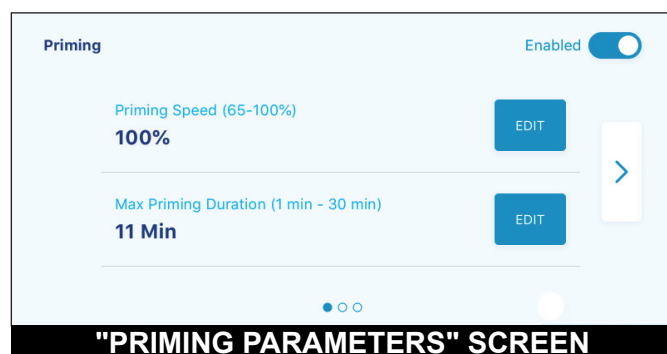 Priming
Enabled
Priming Speed (65-100%)
100%
EDIT
Max Priming Duration (1 min - 30 min)
11 Min
EDIT
"PRIMING PARAMETERS" SCREEN